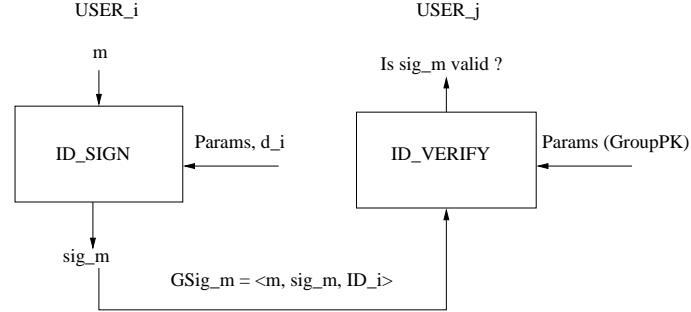 USER_i
USER_j
m
Is sig_m valid ?
ID_SIGN
Params, d_i
ID_VERIFY
Params (GroupPK)
sig_m
GSig_m = <m, sig_m, ID_i>